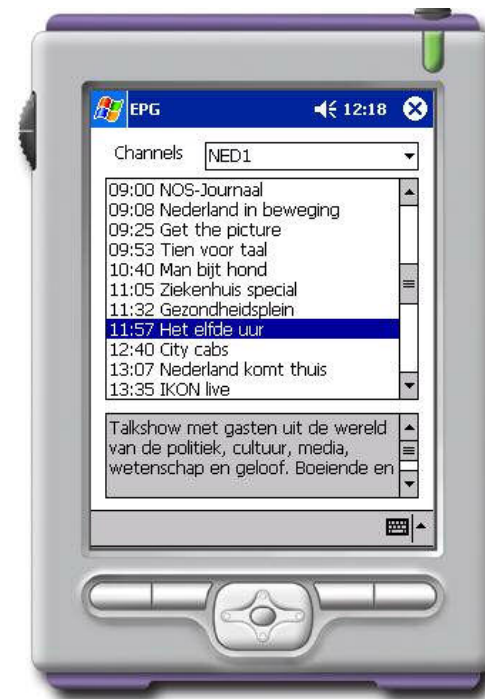 EPG 12:18
Channels NED1
09:00 NOS-Journaal
09:08 Nederland in beweging
09:25 Get the picture
09:53 Tien voor taal
10:40 Man bijt hond
11:05 Ziekenhuis special
11:32 Gezondheidsplein
11:57 Het elfde uur
12:40 City cabs
13:07 Nederland komt thuis
13:35 IKON live
Talkshow met gasten uit de wereld
van de politiek, cultuur, media,
wetenschap en geloof. Boeiende en